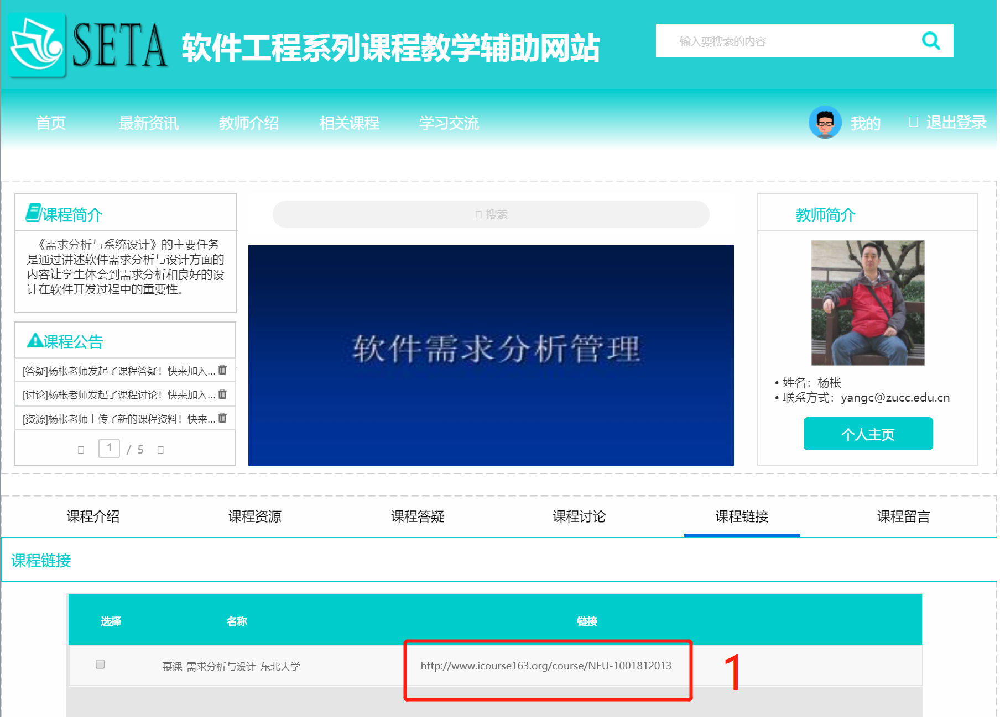 SETA
软件工程系列课程教学辅助网站
输入要搜索的内容
首页
最新资讯
教师介绍
相关课程
学习交流
我的
退出登录
课程简介
《需求分析与系统设计》的主要任务
是通过讲述软件需求分析与设计方面的
内容让学生体会到需求分析和良好的设
计在软件开发过程中的重要性。
课程公告
[答疑]杨枨老师发起了课程答疑！快来加入...
[讨论]杨枨老师发起了课程讨论！快来加入...
[资源]杨枨老师上传了新的课程资料！快来...
1 / 5
搜索
软件需求分析管理
教师简介
• 姓名：杨枨
• 联系方式：yangc@zucc.edu.cn
个人主页
课程介绍
课程资源
课程答疑
课程讨论
课程链接
课程留言
课程链接
选择
名称
链接
慕课-需求分析与设计-东北大学
http://www.icourse163.org/course/NEU-1001812013
1